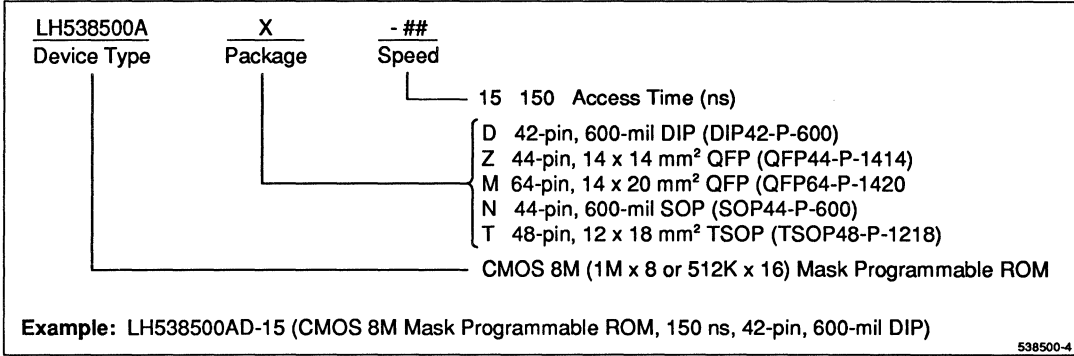 LH538500A X - ##
Device Type Package Speed
15 150 Access Time (ns)
D 42-pin, 600-mil DIP (DIP42-P-600)
Z 44-pin, 14 x 14 mm² QFP (QFP44-P-1414)
M 64-pin, 14 x 20 mm² QFP (QFP64-P-1420
N 44-pin, 600-mil SOP (SOP44-P-600)
T 48-pin, 12 x 18 mm² TSOP (TSOP48-P-1218)
CMOS 8M (1M x 8 or 512K x 16) Mask Programmable ROM
Example: LH538500AD-15 (CMOS 8M Mask Programmable ROM, 150 ns, 42-pin, 600-mil DIP)
538500-4